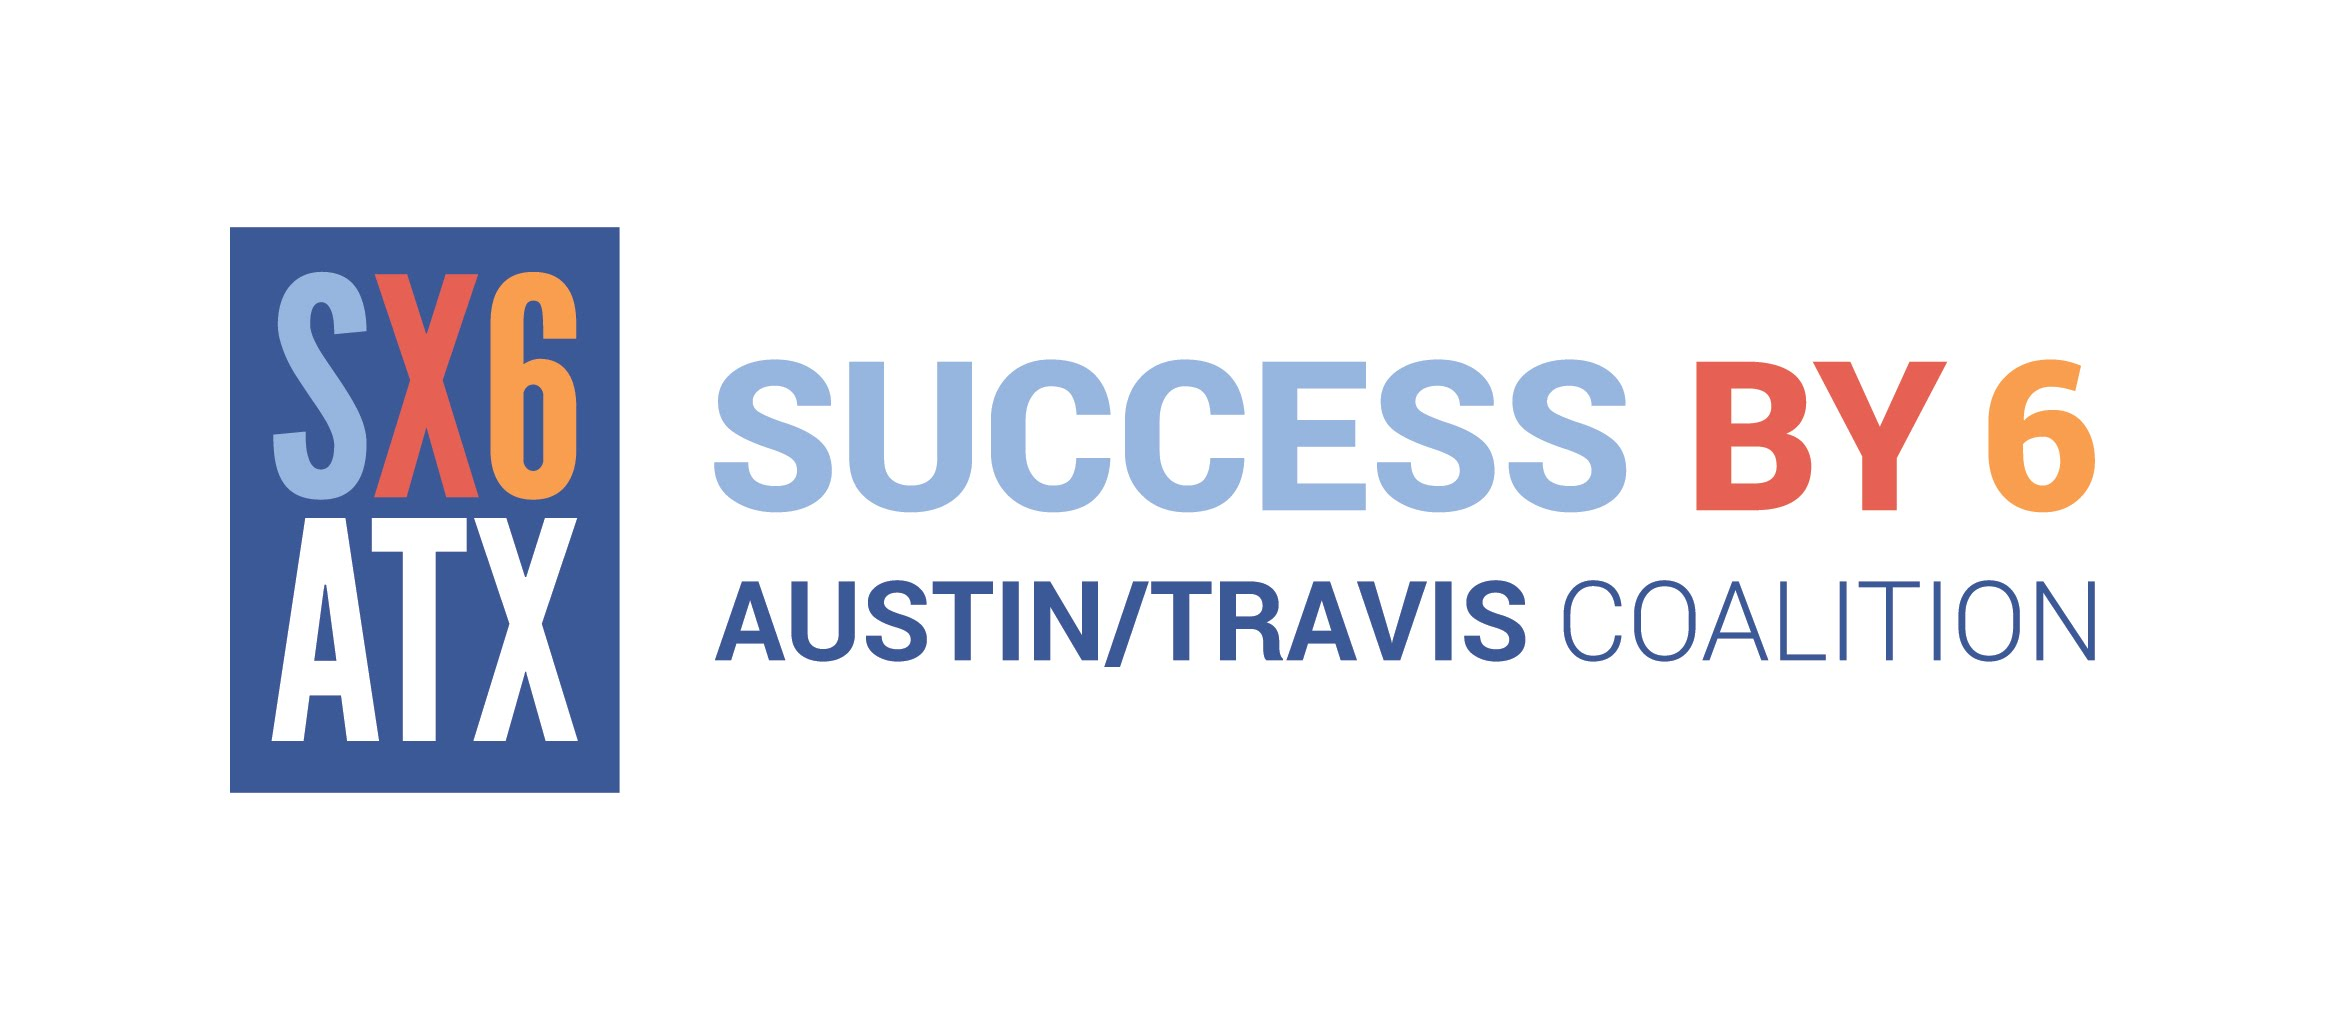 SX6
ATX
SUCCESS BY 6
AUSTIN/TRAVIS COALITION